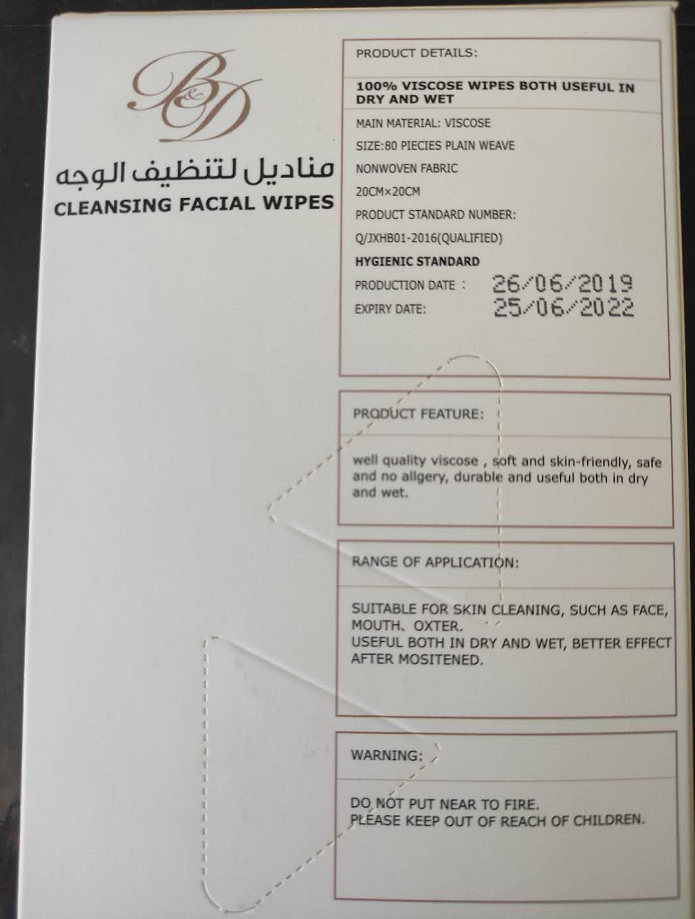 B&D
مناديل لتنظيف الوجه
CLEANSING FACIAL WIPES
PRODUCT DETAILS:
100% VISCOSE WIPES BOTH USEFUL IN
DRY AND WET
MAIN MATERIAL: VISCOSE
SIZE:80 PIECIES PLAIN WEAVE
NONWOVEN FABRIC
20CM×20CM
PRODUCT STANDARD NUMBER:
Q/JXHB01-2016(QUALIFIED)
HYGIENIC STANDARD
PRODUCTION DATE : 26/06/2019
EXPIRY DATE: 25/06/2022
PRODUCT FEATURE:
well quality viscose , soft and skin-friendly, safe
and no allgery, durable and useful both in dry
and wet.
RANGE OF APPLICATION:
SUITABLE FOR SKIN CLEANING, SUCH AS FACE,
MOUTH、OXTER.
USEFUL BOTH IN DRY AND WET, BETTER EFFECT
AFTER MOSITENED.
WARNING:
DO NOT PUT NEAR TO FIRE.
PLEASE KEEP OUT OF REACH OF CHILDREN.